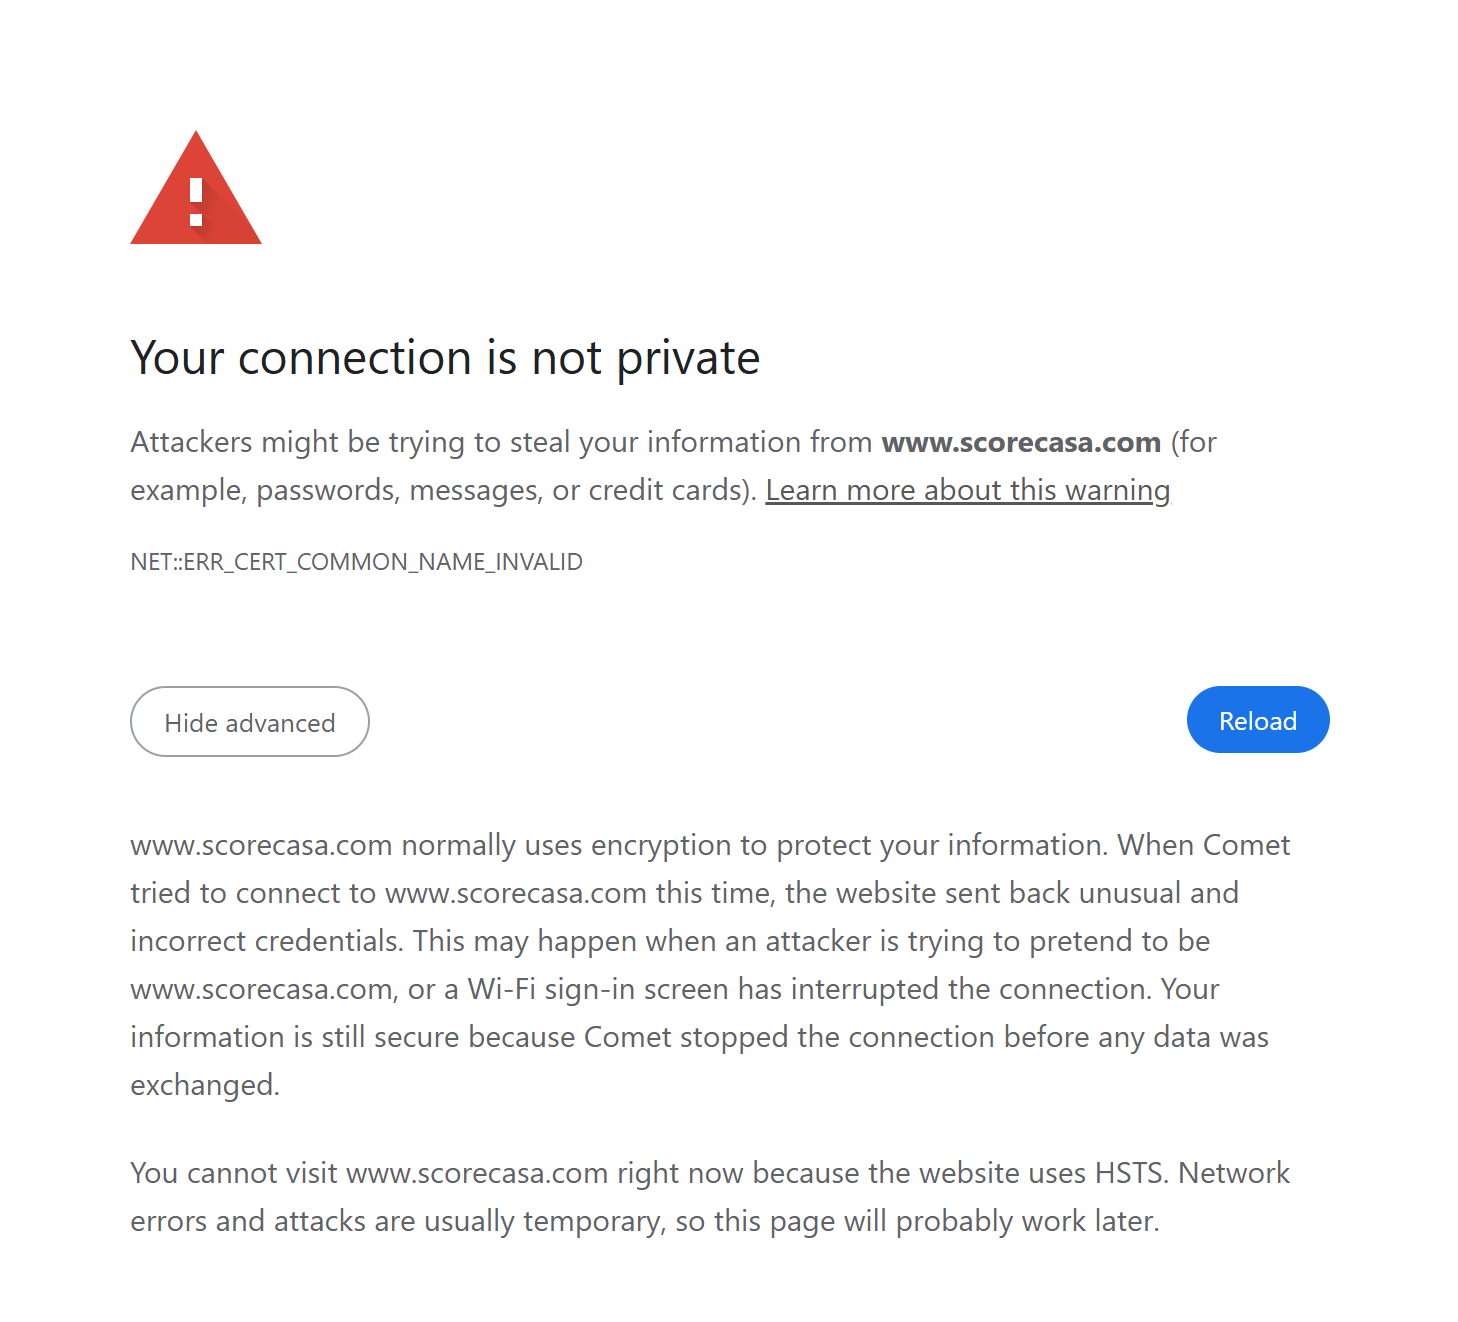 Your connection is not private
Attackers might be trying to steal your information from www.scorecasa.com (for
example, passwords, messages, or credit cards). Learn more about this warning
NET::ERR_CERT_COMMON_NAME_INVALID
Hide advanced
Reload
www.scorecasa.com normally uses encryption to protect your information. When Comet
tried to connect to www.scorecasa.com this time, the website sent back unusual and
incorrect credentials. This may happen when an attacker is trying to pretend to be
www.scorecasa.com, or a Wi-Fi sign-in screen has interrupted the connection. Your
information is still secure because Comet stopped the connection before any data was
exchanged.
You cannot visit www.scorecasa.com right now because the website uses HSTS. Network
errors and attacks are usually temporary, so this page will probably work later.